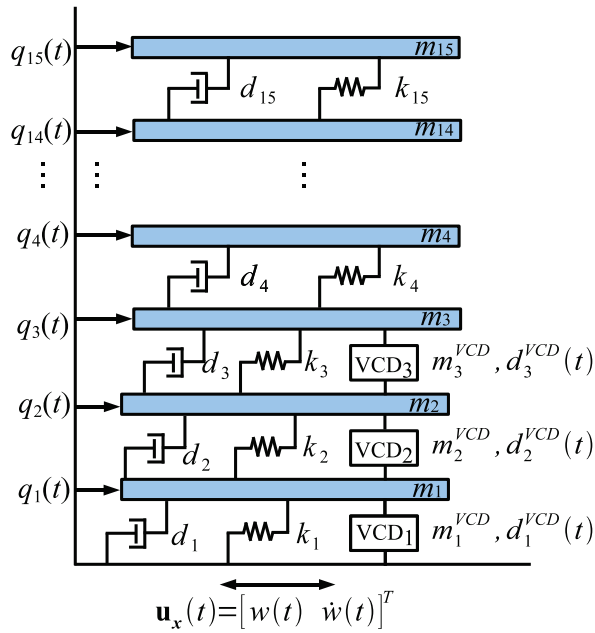 q₁₅(t) m₁₅
d₁₅ k₁₅
q₁₄(t) m₁₄
⋮ ⋮ ⋮
q₄(t) m₄
d₄ k₄
q₃(t) m₃
d₃ k₃ VCD₃ m₃^VCD, d₃^VCD(t)
q₂(t) m₂
d₂ k₂ VCD₂ m₂^VCD, d₂^VCD(t)
q₁(t) m₁
d₁ k₁ VCD₁ m₁^VCD, d₁^VCD(t)
uₓ(t)=[w(t) ẇ(t)]^T